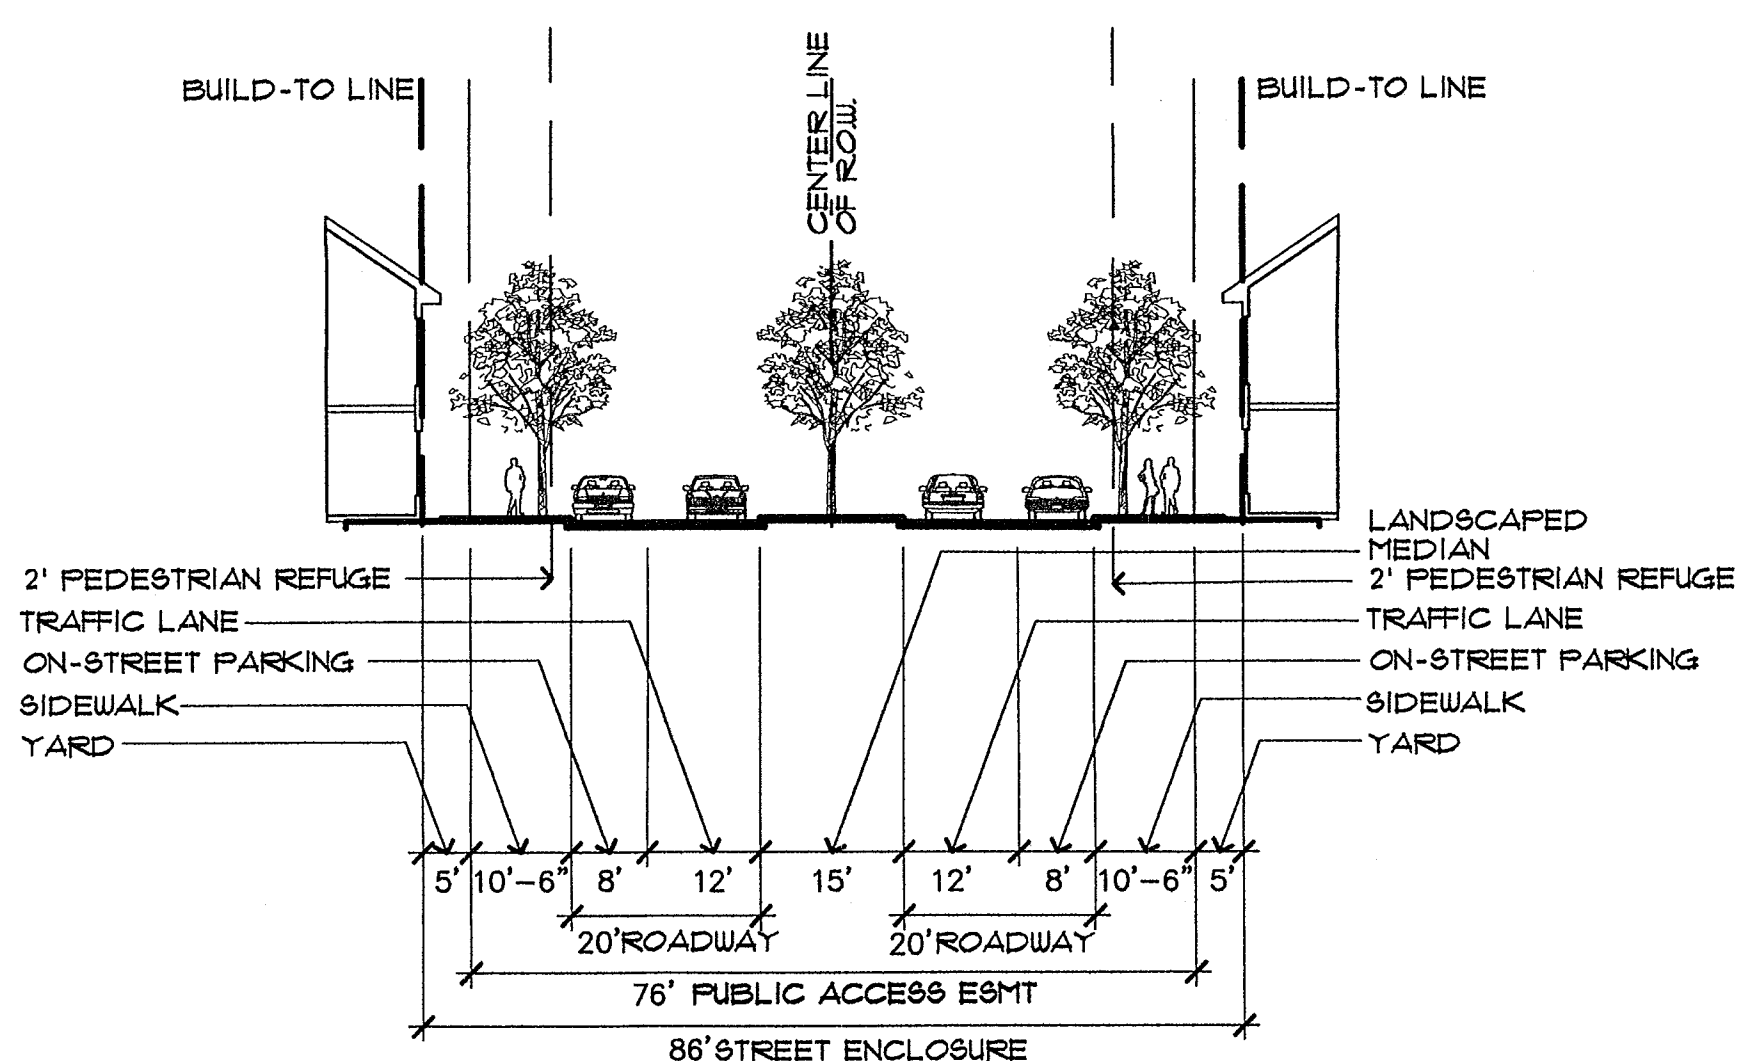 BUILD-TO LINE
CENTER LINE
OF R.O.W.
BUILD-TO LINE
LANDSCAPED
MEDIAN
2' PEDESTRIAN REFUGE
2' PEDESTRIAN REFUGE
TRAFFIC LANE
TRAFFIC LANE
ON-STREET PARKING
ON-STREET PARKING
SIDEWALK
SIDEWALK
YARD
YARD
5' 10'-6" 8' 12' 15' 12' 8' 10'-6" 5'
20' ROADWAY 20' ROADWAY
76' PUBLIC ACCESS ESMT
86' STREET ENCLOSURE